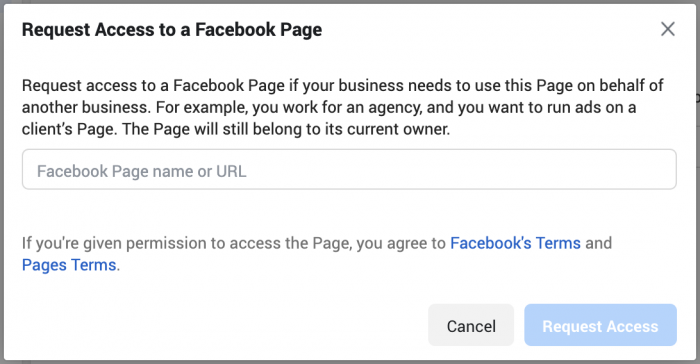 Request Access to a Facebook Page
Request access to a Facebook Page if your business needs to use this Page on behalf of
another business. For example, you work for an agency, and you want to run ads on a
client's Page. The Page will still belong to its current owner.
Facebook Page name or URL
If you're given permission to access the Page, you agree to Facebook's Terms and
Pages Terms.
Cancel
Request Access